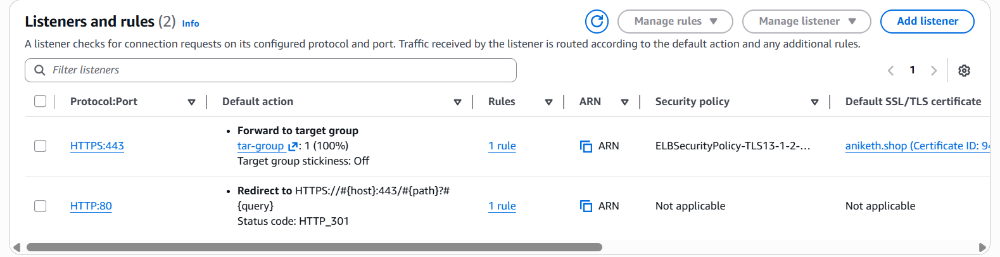 Listeners and rules (2) Info
Manage rules
Manage listener
Add listener
A listener checks for connection requests on its configured protocol and port. Traffic received by the listener is routed according to the default action and any additional rules.
Filter listeners
1
Protocol:Port
Default action
Rules
ARN
Security policy
Default SSL/TLS certificate
HTTPS:443
• Forward to target group
tar-group : 1 (100%)
Target group stickiness: Off
1 rule
ARN
ELBSecurityPolicy-TLS13-1-2-...
aniketh.shop (Certificate ID: 94
HTTP:80
• Redirect to HTTPS://#{host}:443/#{path}?#
{query}
Status code: HTTP_301
1 rule
ARN
Not applicable
Not applicable